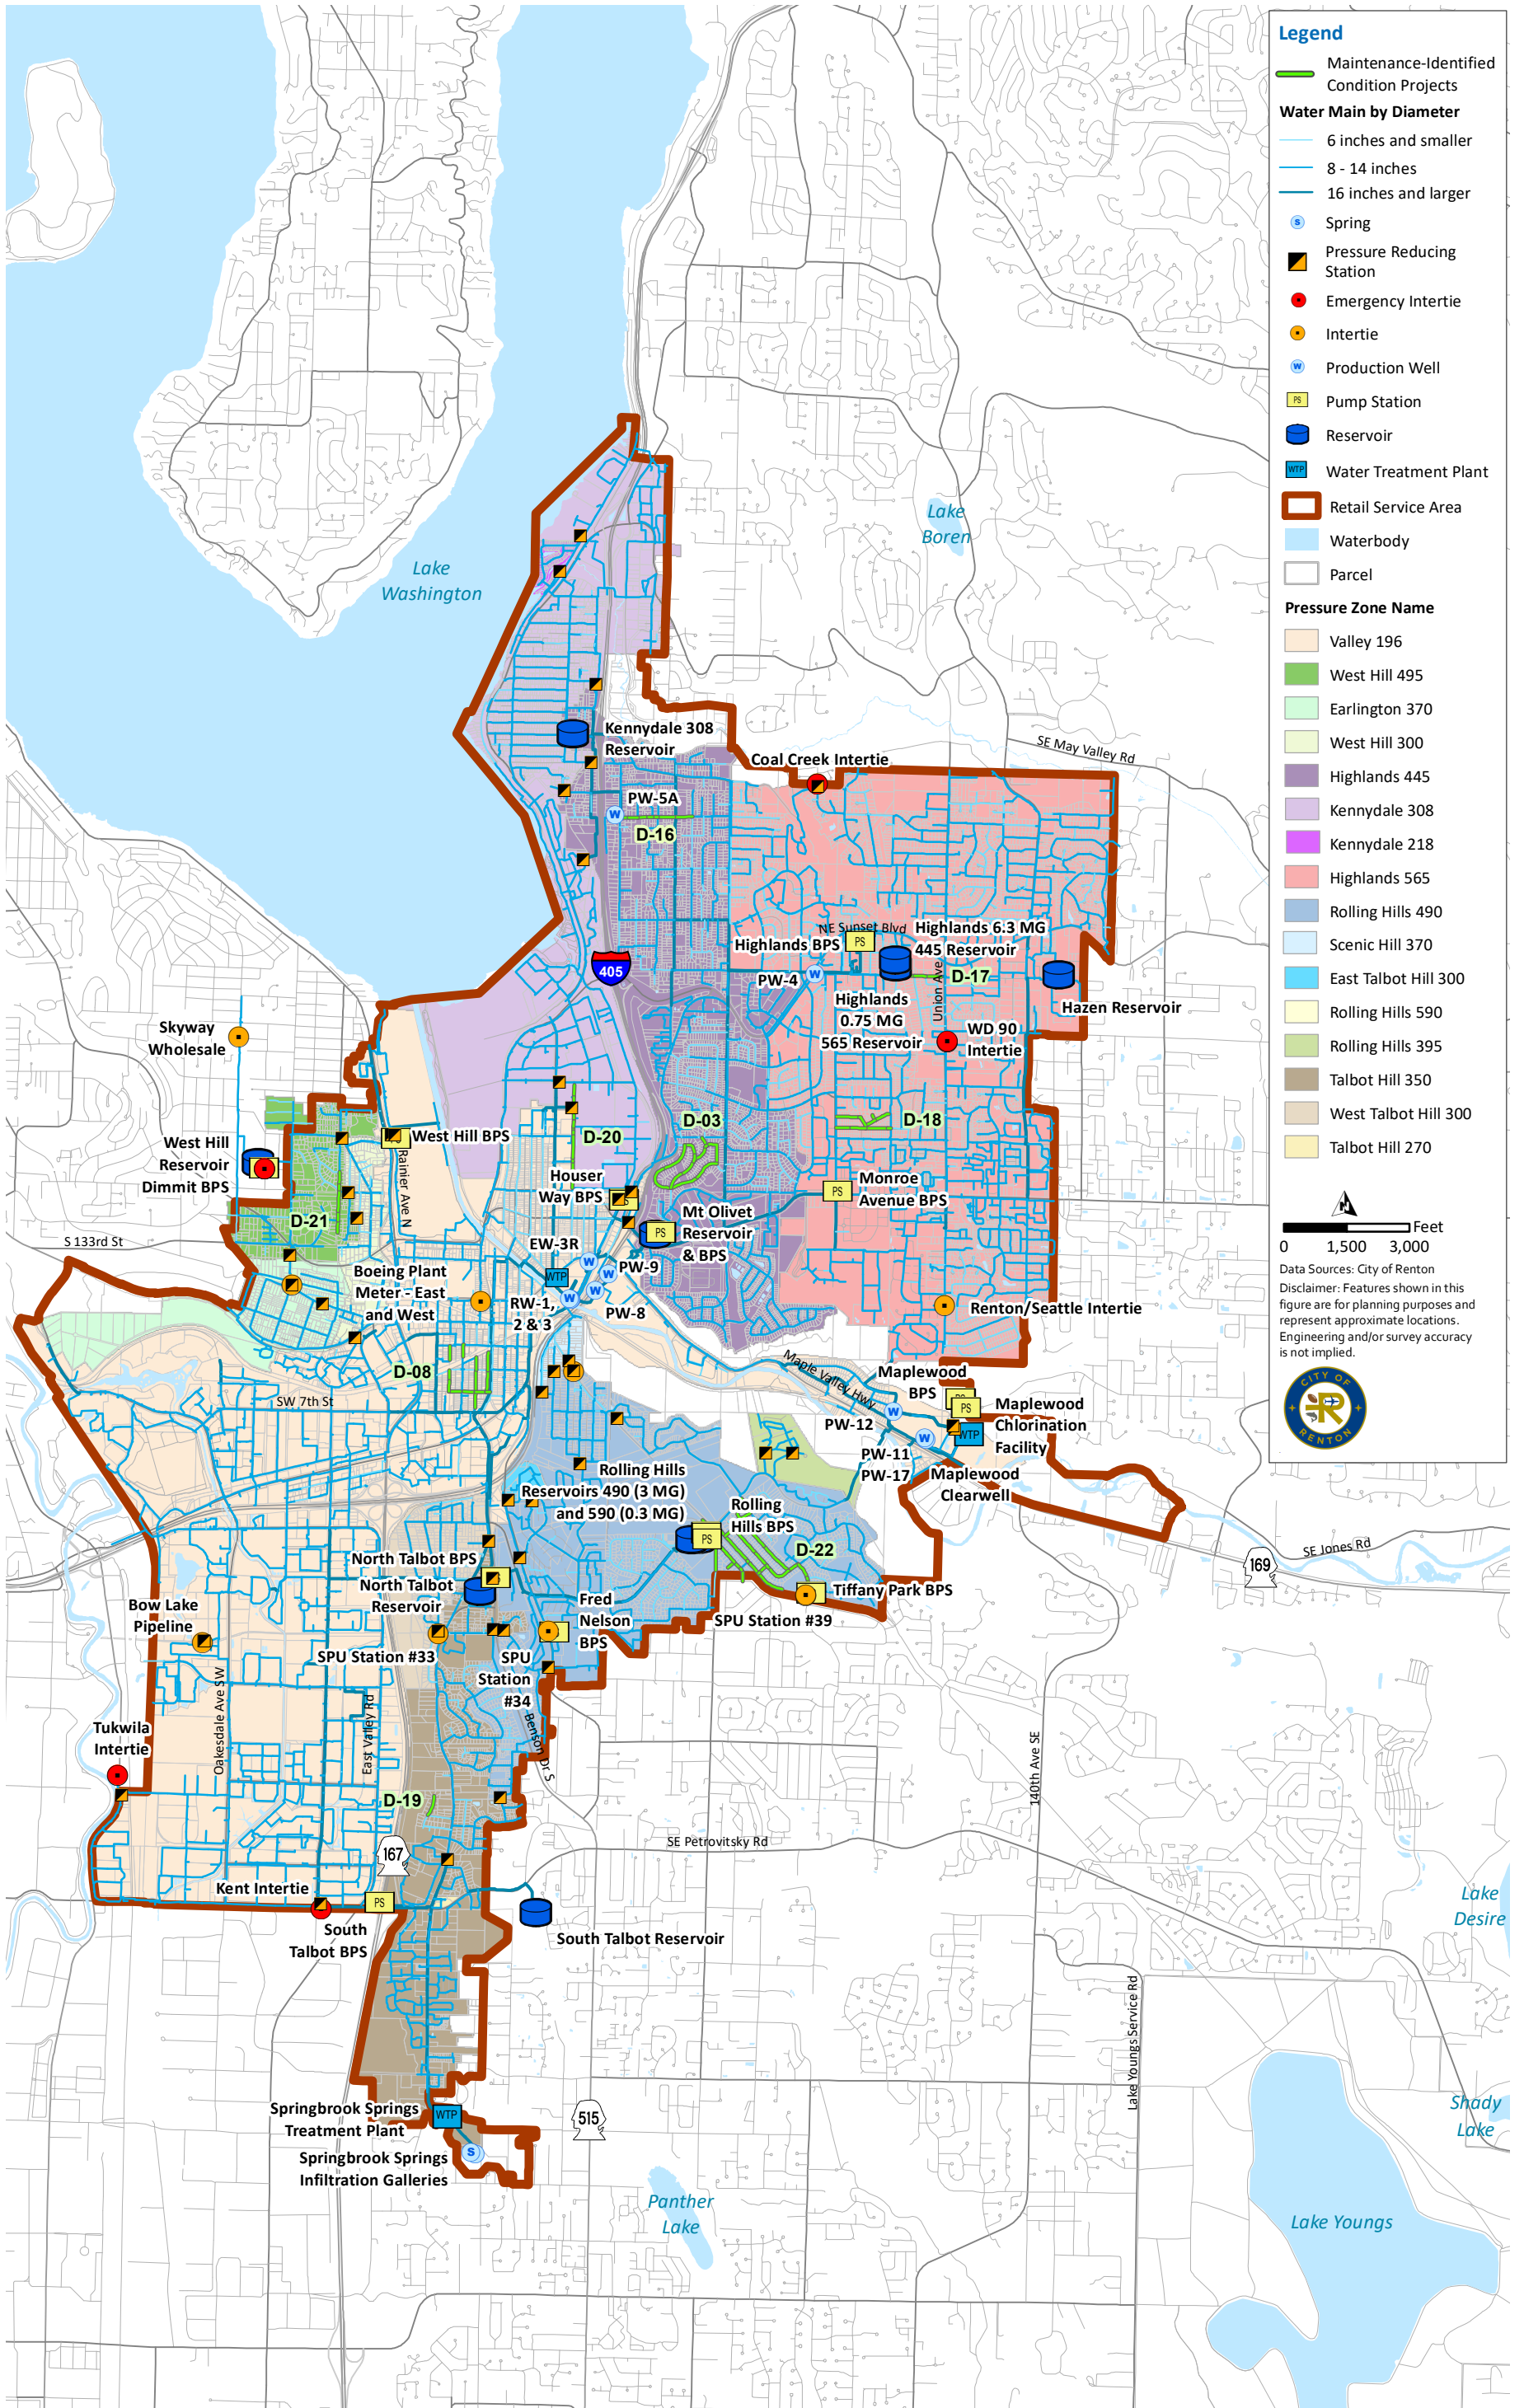 Legend
Maintenance-Identified
Condition Projects
Water Main by Diameter
6 inches and smaller
8 - 14 inches
16 inches and larger
S
Spring
Pressure Reducing
Station
Emergency Intertie
Intertie
W
Production Well
PS
Pump Station
Reservoir
WTP
Water Treatment Plant
Retail Service Area
Waterbody
Parcel
Pressure Zone Name
Valley 196
West Hill 495
Earlington 370
West Hill 300
Highlands 445
Kennydale 308
Kennydale 218
Highlands 565
Rolling Hills 490
Scenic Hill 370
East Talbot Hill 300
Rolling Hills 590
Rolling Hills 395
Talbot Hill 350
West Talbot Hill 300
Talbot Hill 270
N
Feet
0 1,500 3,000
Data Sources: City of Renton
Disclaimer: Features shown in this
figure are for planning purposes and
represent approximate locations.
Engineering and/or survey accuracy
is not implied.
CITY OF
R
RENTON
Lake
Boren
Lake
Washington
SE May Valley Rd
Kennydale 308
Reservoir
Coal Creek Intertie
PW-5A
W
D-16
NE Sunset Blvd
Highlands 6.3 MG
445 Reservoir
Highlands BPS
PS
405
PW-4
W
D-17
Union Ave
Highlands
0.75 MG
565 Reservoir
Hazen Reservoir
WD 90
Intertie
Skyway
Wholesale
West Hill
Reservoir
Dimmit BPS
West Hill BPS
Rainier Ave N
D-20
D-03
D-18
Houser
Way BPS
Monroe
Avenue BPS
PS
Mt Olivet
Reservoir
& BPS
PS
D-21
S 133rd St
EW-3R
W
WTP
PW-9
W
Boeing Plant
Meter - East
and West
RW-1,
2 & 3
W
W
PW-8
Renton/Seattle Intertie
D-08
SW 7th St
Maple Valley Hwy
Maplewood
BPS
PS
PS
PW-12
W
Maplewood
Chlorination
Facility
WTP
W
PW-11
PW-17
Maplewood
Clearwell
Rolling Hills
Reservoirs 490 (3 MG)
and 590 (0.3 MG)
Rolling
Hills BPS
PS
D-22
SE Jones Rd
169
North Talbot BPS
North Talbot
Reservoir
Tiffany Park BPS
SPU Station #39
Bow Lake
Pipeline
Fred
Nelson
BPS
SPU Station #33
SPU
Station
#34
Oakesdale Ave SW
East Valley Rd
Benson Dr S
Tukwila
Intertie
140th Ave SE
D-19
SE Petrovitsky Rd
167
Kent Intertie
PS
South
Talbot BPS
South Talbot Reservoir
Lake
Desire
Lake Youngs Service Rd
Springbrook Springs
Treatment Plant
WTP
515
Shady
Lake
Springbrook Springs
Infiltration Galleries
S
Panther
Lake
Lake Youngs